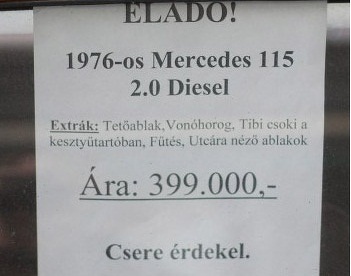 ELADÓ!
1976-os Mercedes 115
2.0 Diesel
Extrák: Tetőablak,Vonóhorog, Tibi csoki a
kesztyűtartóban, Fűtés, Utcára néző ablakok
Ára: 399.000,-
Csere érdekel.